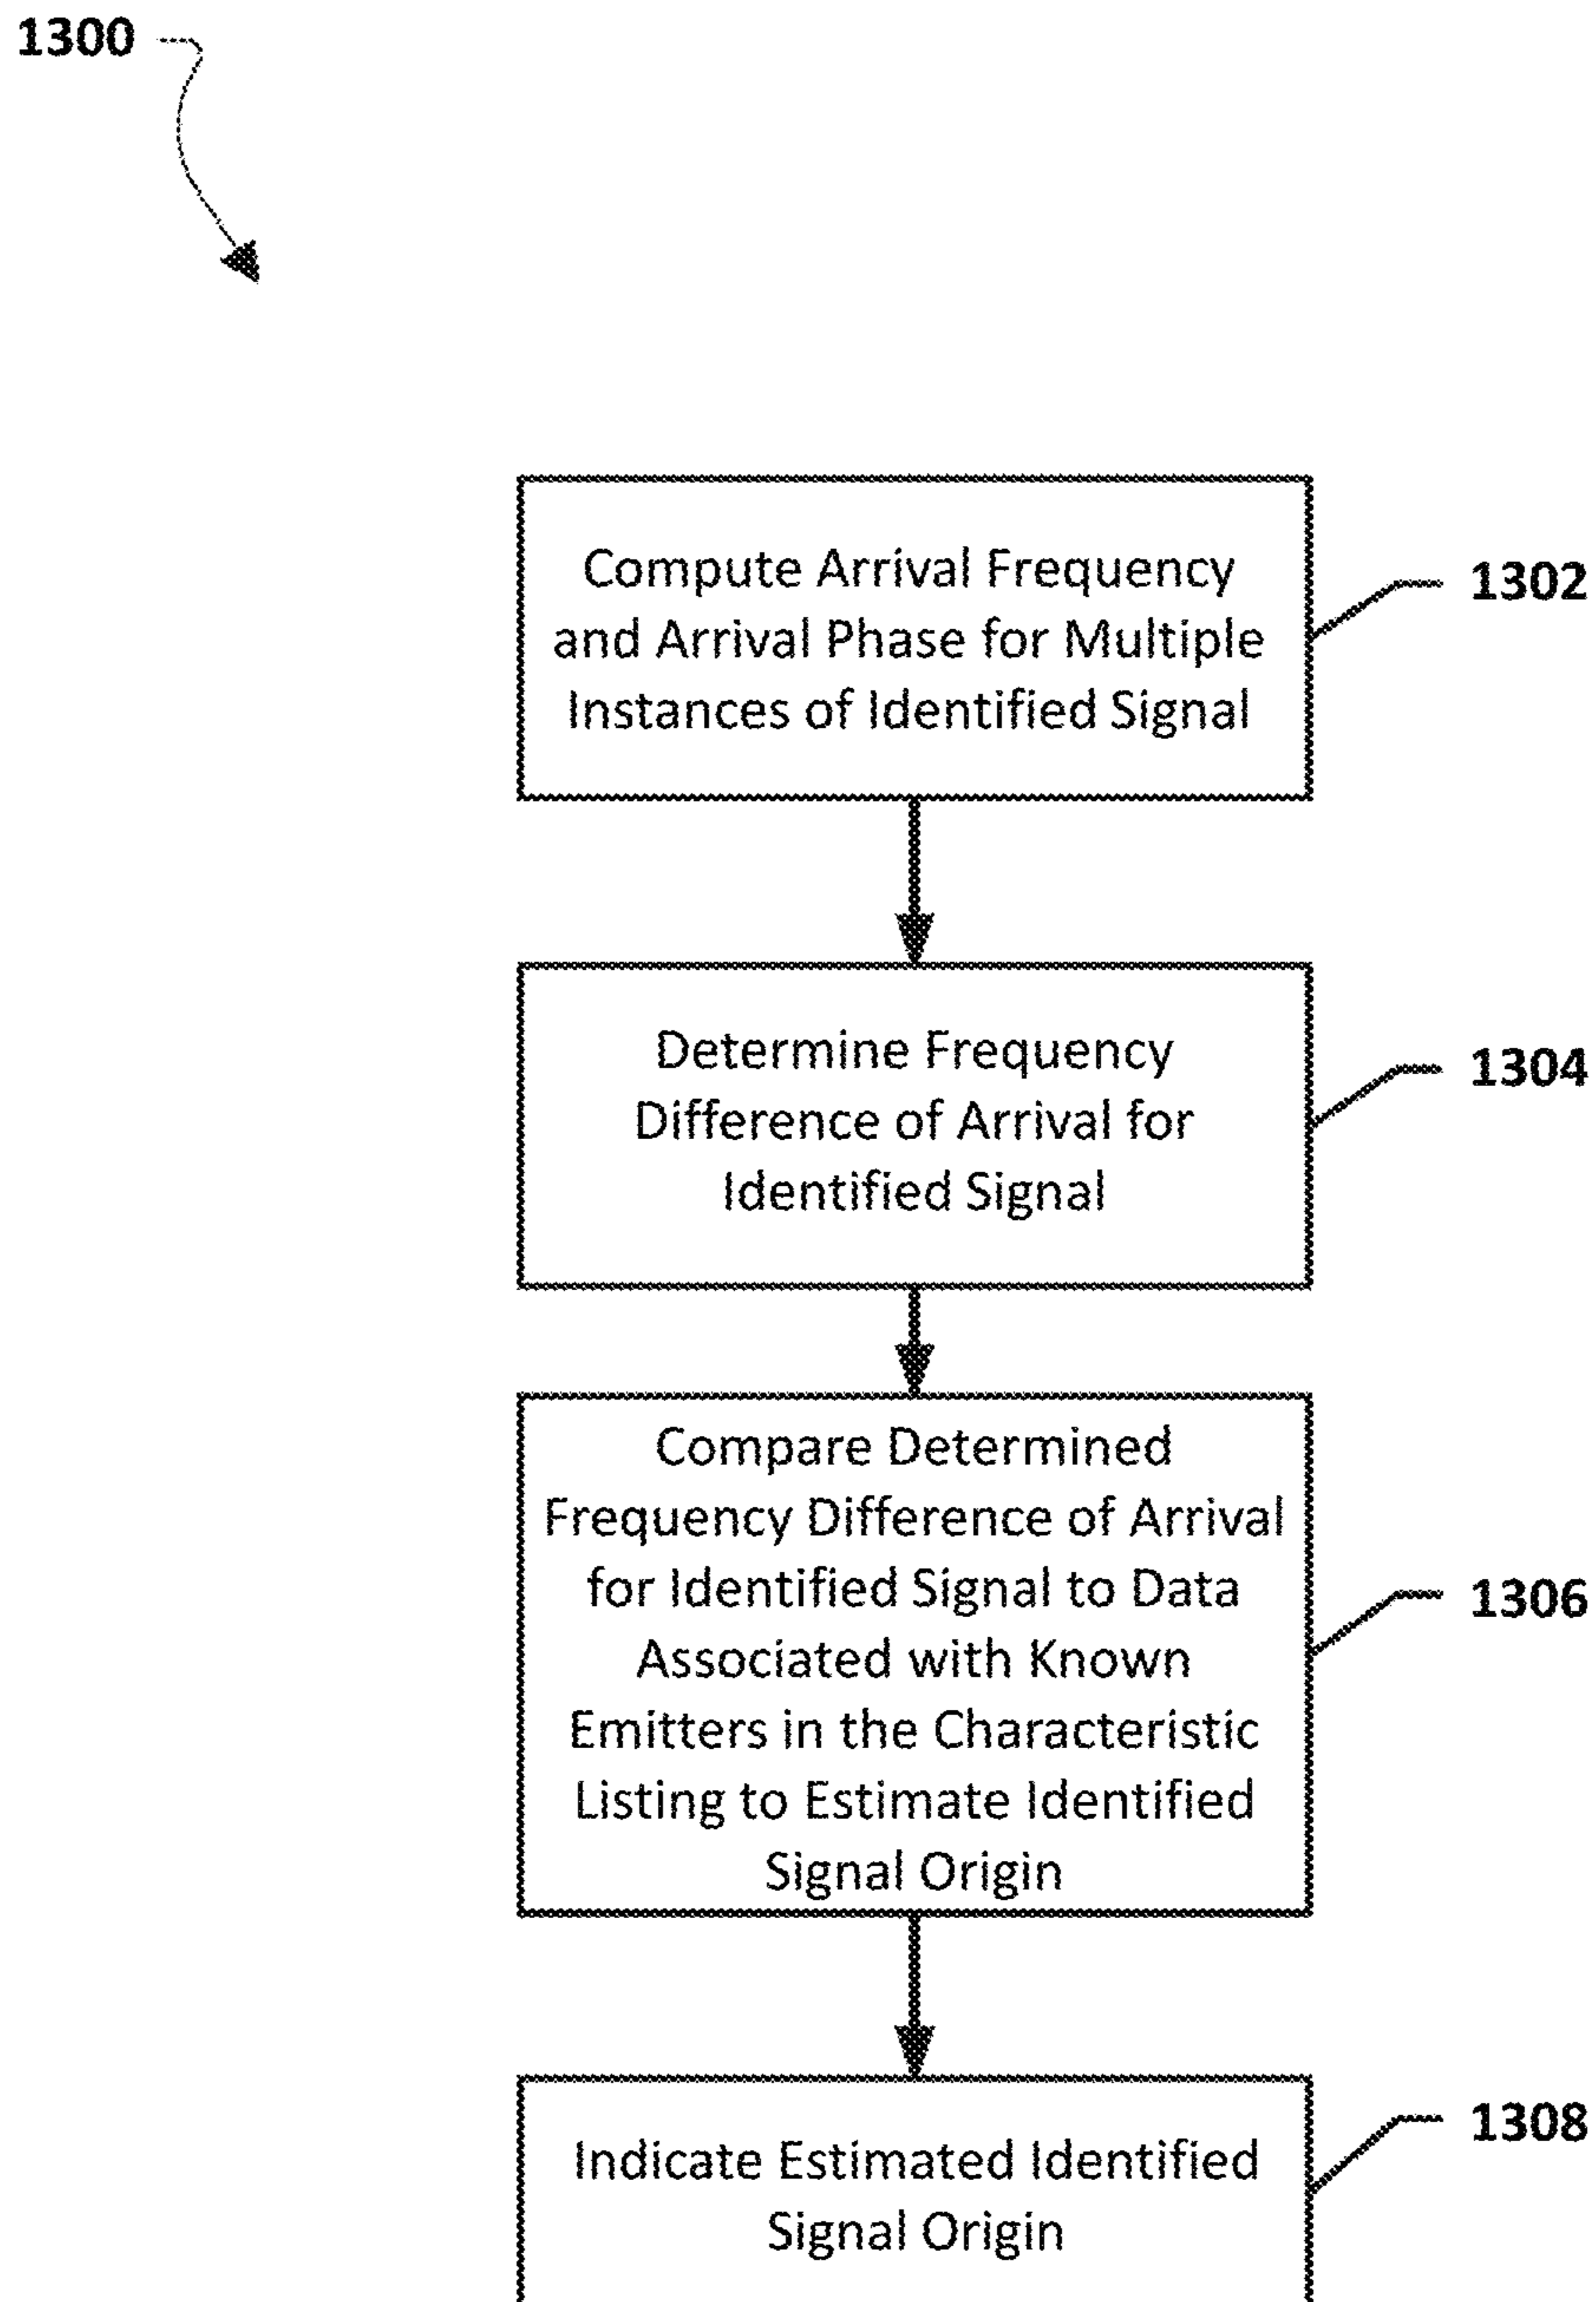 1300
Compute Arrival Frequency
and Arrival Phase for Multiple
Instances of Identified Signal
1302
Determine Frequency
Difference of Arrival for
Identified Signal
1304
Compare Determined
Frequency Difference of Arrival
for Identified Signal to Data
Associated with Known
Emitters in the Characteristic
Listing to Estimate Identified
Signal Origin
1306
Indicate Estimated Identified
Signal Origin
1308